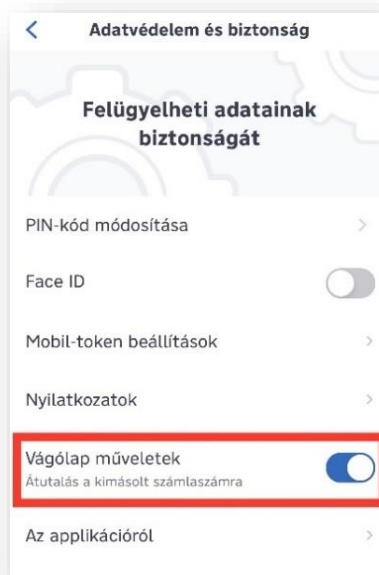 Adatvédelem és biztonság
Felügyelheti adatainak
biztonságát
PIN-kód módosítása
Face ID
Mobil-token beállítások
Nyilatkozatok
Vágólap műveletek
Átutalás a kimásolt számlaszámra
Az applikációról